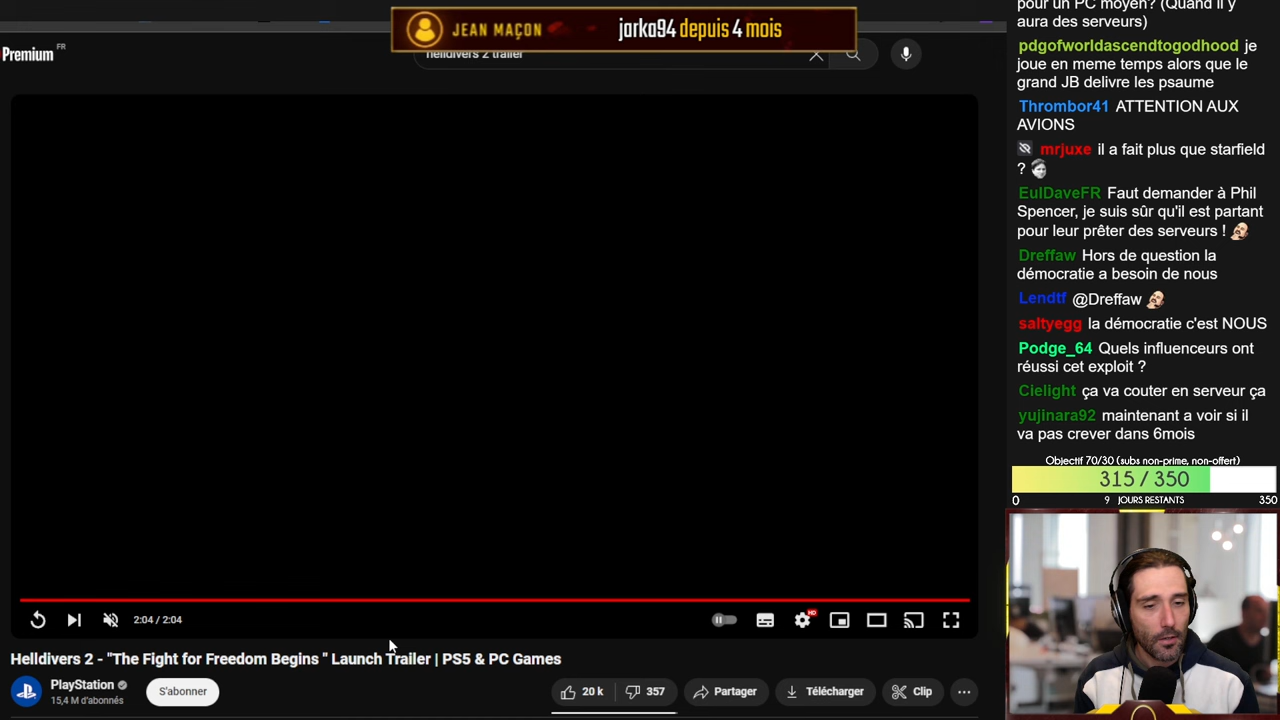 JEAN MAÇON jarka94 depuis 4 mois
Premium FR
helldivers 2 trailer
2:04 / 2:04
HD
Helldivers 2 - "The Fight for Freedom Begins " Launch Trailer | PS5 & PC Games
PlayStation
15,4 M d'abonnés
S'abonner
20 k
357
Partager
Télécharger
Clip
pour un PC moyen? (Quand il y
aura des serveurs)
pdgofworldascendtogodhood je
joue en meme temps alors que le
grand JB delivre les psaume
Thrombor41 ATTENTION AUX
AVIONS
mrjuxe il a fait plus que starfield
?
EulDaveFR Faut demander à Phil
Spencer, je suis sûr qu'il est partant
pour leur prêter des serveurs !
Dreffaw Hors de question la
démocratie a besoin de nous
Lendtf @Dreffaw
saltyegg la démocratie c'est NOUS
Podge_64 Quels influenceurs ont
réussi cet exploit ?
Cielight ça va couter en serveur ça
yujinara92 maintenant a voir si il
va pas crever dans 6mois
Objectif 70/30 (subs non-prime, non-offert)
315 / 350
0 9 JOURS RESTANTS 350